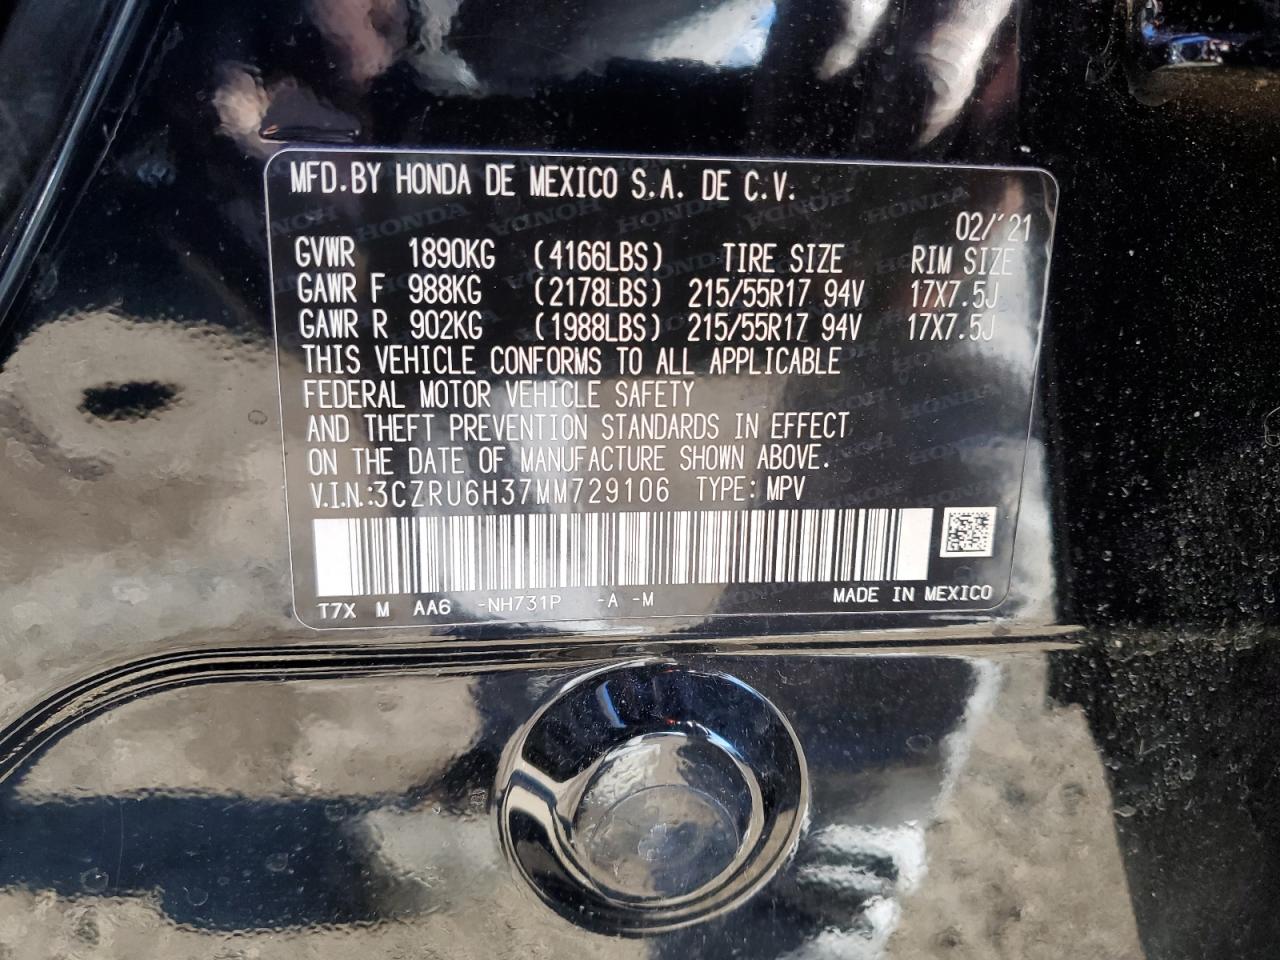 MFD.BY HONDA DE MEXICO S.A. DE C.V.
02/'21
GVWR 1890KG (4166LBS) TIRE SIZE RIM SIZE
GAWR F 988KG (2178LBS) 215/55R17 94V 17X7.5J
GAWR R 902KG (1988LBS) 215/55R17 94V 17X7.5J
THIS VEHICLE CONFORMS TO ALL APPLICABLE
FEDERAL MOTOR VEHICLE SAFETY
AND THEFT PREVENTION STANDARDS IN EFFECT
ON THE DATE OF MANUFACTURE SHOWN ABOVE.
V.I.N.:3CZRU6H37MM729106 TYPE: MPV
T7X M AA6 -NH731P -A -M MADE IN MEXICO